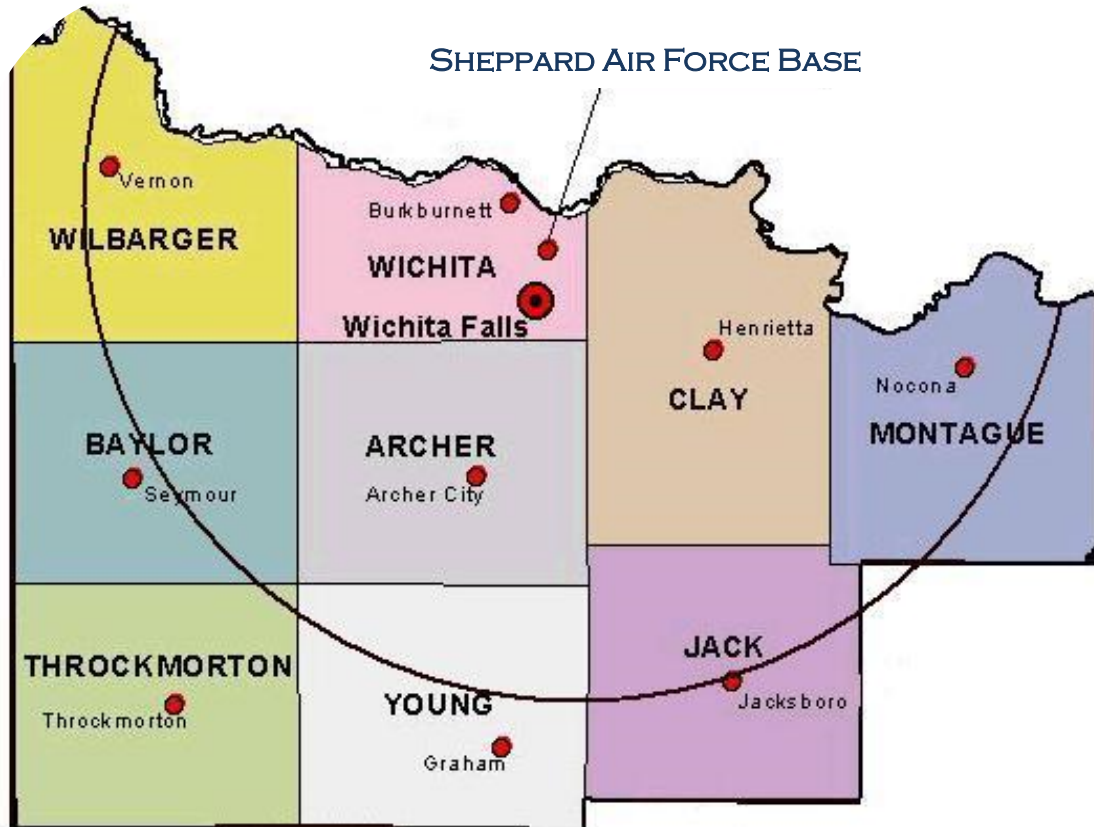 SHEPPARD AIR FORCE BASE
Vernon
Burkburnett
WILBARGER
WICHITA
Wichita Falls
Henrietta
Nocona
CLAY
MONTAGUE
BAYLOR
ARCHER
Seymour
Archer City
JACK
THROCKMORTON
YOUNG
Jacksboro
Throckmorton
Graham